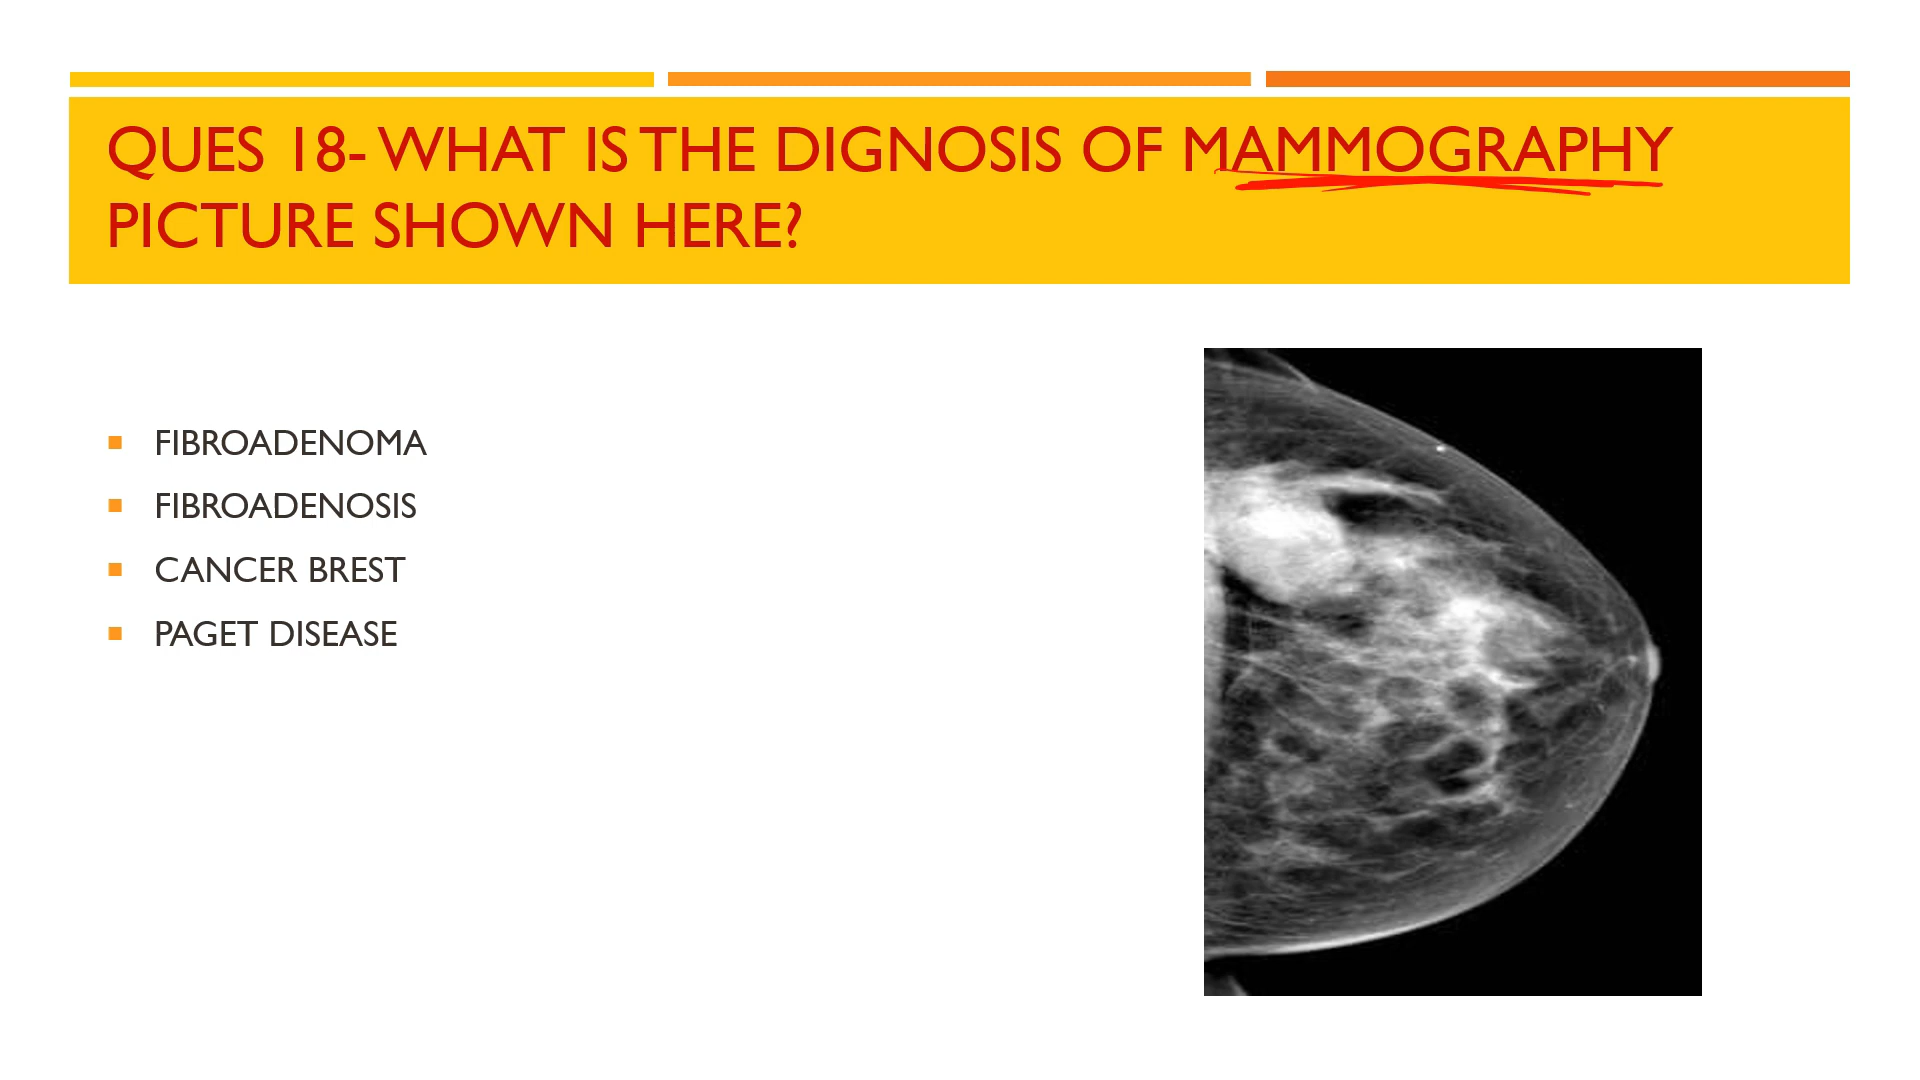 QUES 18- WHAT IS THE DIGNOSIS OF MAMMOGRAPHY
PICTURE SHOWN HERE?
FIBROADENOMA
FIBROADENOSIS
CANCER BREST
PAGET DISEASE